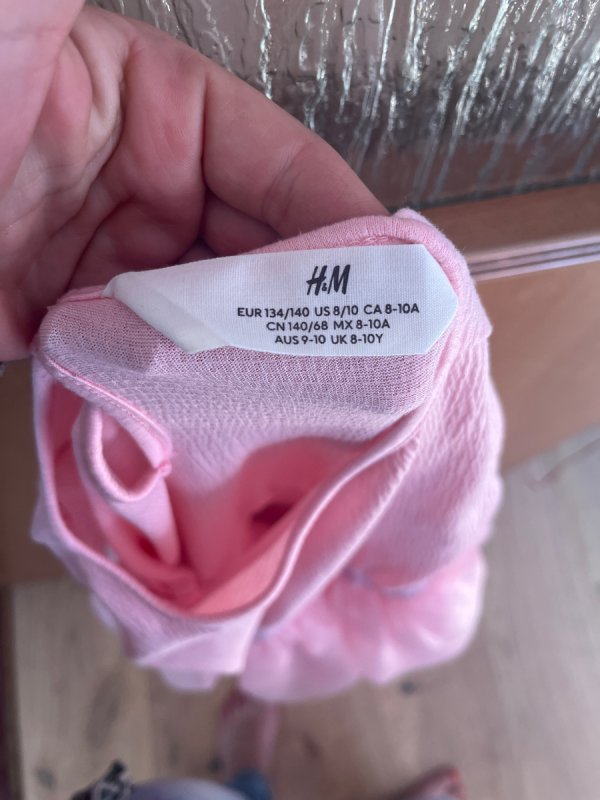 H&M
EUR 134/140 US 8/10 CA 8-10A
CN 140/68 MX 8-10A
AUS 9-10 UK 8-10Y